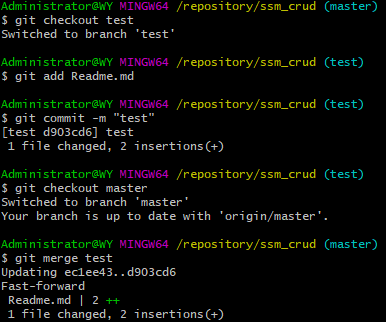 Administrator@WY MINGW64 /repository/ssm_crud (master)
$ git checkout test
Switched to branch 'test'
Administrator@WY MINGW64 /repository/ssm_crud (test)
$ git add Readme.md
Administrator@WY MINGW64 /repository/ssm_crud (test)
$ git commit -m "test"
[test d903cd6] test
 1 file changed, 2 insertions(+)
Administrator@WY MINGW64 /repository/ssm_crud (test)
$ git checkout master
Switched to branch 'master'
Your branch is up to date with 'origin/master'.
Administrator@WY MINGW64 /repository/ssm_crud (master)
$ git merge test
Updating ec1ee43..d903cd6
Fast-forward
 Readme.md | 2 ++
 1 file changed, 2 insertions(+)